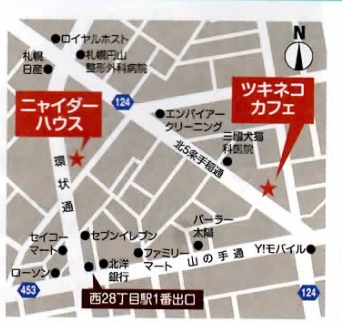 ロイヤルホスト
N
札幌
日産
札幌円山
整形外科病院
ツキネコ
カフェ
ニャイダー
ハウス
124
エンパイアー
クリーニング
三國犬猫
科医院
北5条手稲通
環状通
パーラー
太陽
セイコー
マート
セブンイレブン
ファミリー
マート
山の手通
Y!モバイル
ローソン
北洋
銀行
453
西28丁目駅1番出口
124